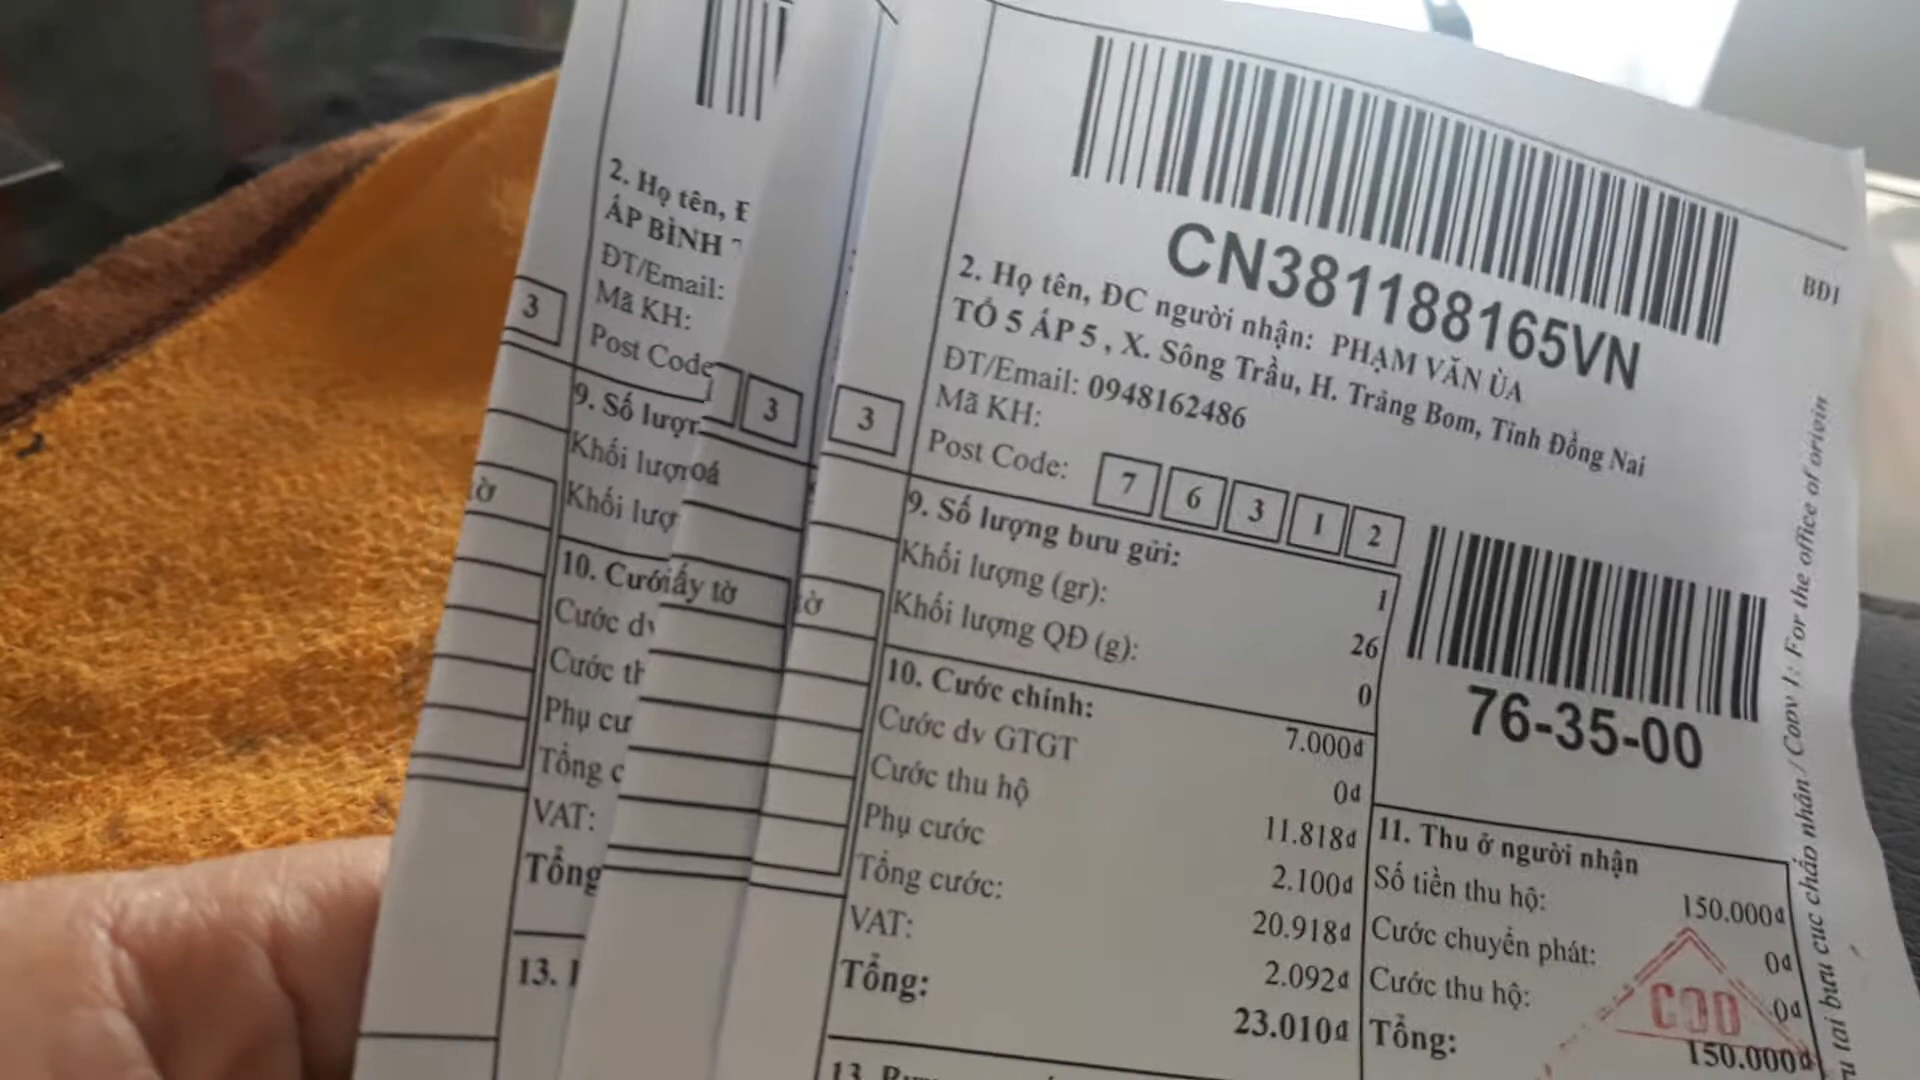 2. Họ tên, Đ
ẤP BÌNH
ĐT/Email:
Mã KH:
Post Code
3
3
9. Số lượn
Khối lượn
oá
Khối lượ
ờ
10. Cước
iấy tờ
Cước dv
Cước th
Phụ cư
Tổng c
VAT:
Tổng
13.
CN381188165VN
BĐ1
2. Họ tên, ĐC người nhận: PHẠM VĂN ÙA
TỔ 5 ẤP 5 , X. Sông Trầu, H. Trảng Bom, Tỉnh Đồng Nai
ĐT/Email: 0948162486
Mã KH:
3
Post Code: 7 6 3 1 2
9. Số lượng bưu gửi: 1
Khối lượng (gr): 26
Khối lượng QĐ (g): 0
ờ
10. Cước chính: 7.000đ
Cước dv GTGT 0đ
Cước thu hộ 11.818đ
Phụ cước 2.100đ
Tổng cước: 20.918đ
VAT: 2.092đ
Tổng: 23.010đ
76-35-00
11. Thu ở người nhận
Số tiền thu hộ: 150.000đ
Cước chuyển phát: 0đ
Cước thu hộ: 0đ
Tổng: 150.000đ
COD
13.
tại bưu cục chấp nhận / Copy 1: For the office of origin